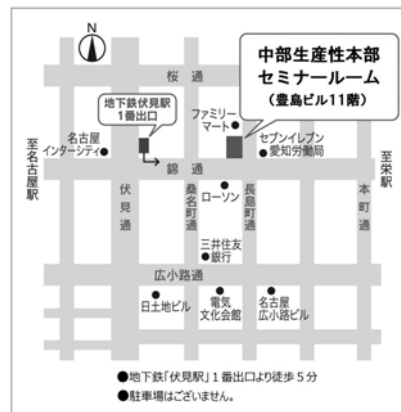 N
桜 通
中部生産性本部
セミナールーム
(豊島ビル11階)
地下鉄伏見駅
1番出口
ファミリー
マート
セブンイレブン
愛知労働局
名古屋
インターシティ
至名古屋駅
至栄駅
錦 通
伏見通
桑名町通
長島町通
本町通
ローソン
三井住友
銀行
広小路通
日土地ビル
電気
文化会館
名古屋
広小路ビル
●地下鉄「伏見駅」1番出口より徒歩5分
●駐車場はございません。